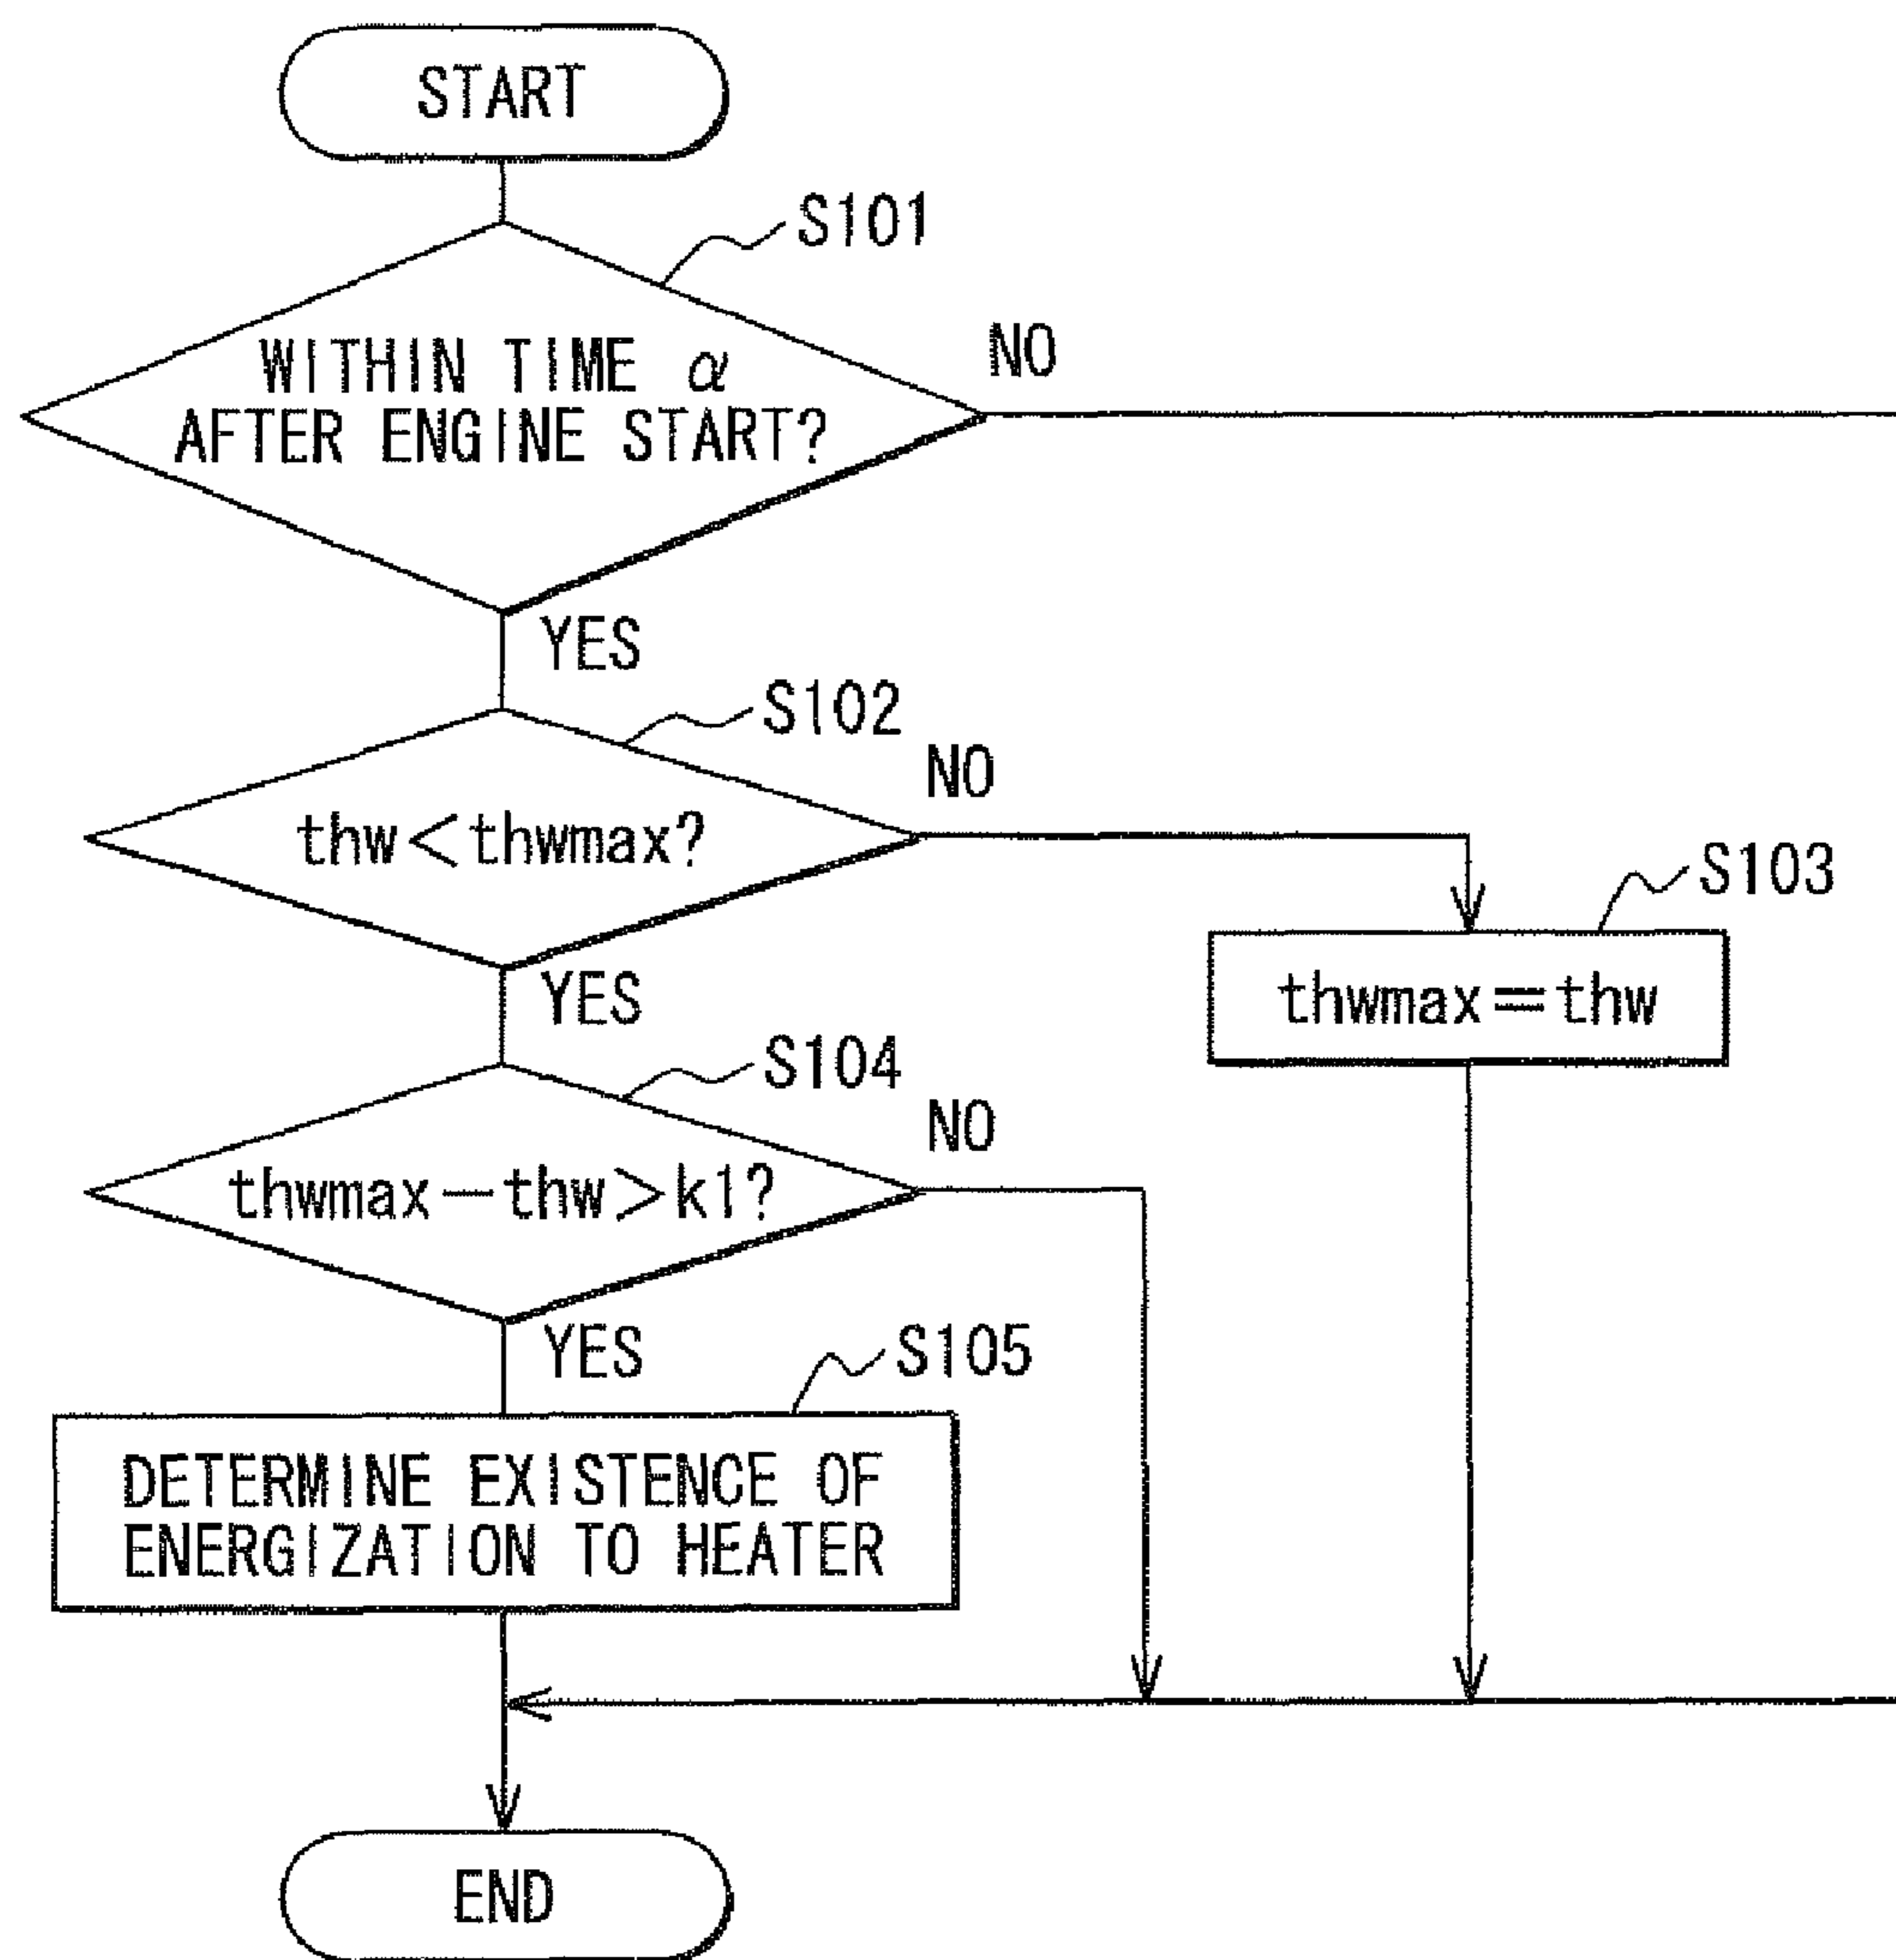 START
S101
WITHIN TIME α
AFTER ENGINE START?
NO
YES
S102
thw<thwmax?
NO
S103
thwmax=thw
YES
S104
thwmax-thw>k1?
NO
YES
S105
DETERMINE EXISTENCE OF
ENERGIZATION TO HEATER
END